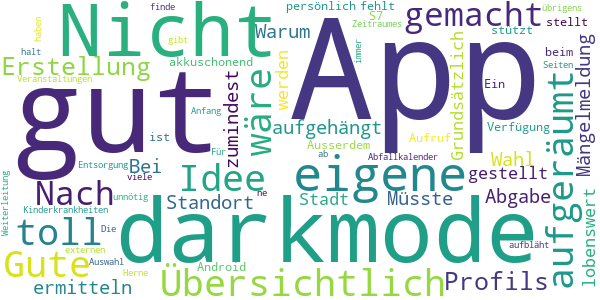 haben
finde
persönlich
fehlt
S7
Zeitraumes
immer
stellt
übrigens
Nicht
App
gemacht
Warum
stützt
Erstellung
gibt
akkuschonend
Grundsätzlich
beim
Seiten
halt
Veranstaltungen
gut
zumindest
Wäre
werden
Ein
aufgeräumt
Mängelmeldung
Anfang
aufgehängt
Verfügung
Aufruf
ist
Für
ab
Abfallkalender
Bei
Entsorgung
Idee
eigene
Wahl
gestellt
Nach
viele
unnötig
he
Standort
Stadt
Müsste
Abgabe
lobenswert
Weiterleitung
Kinderkrankheiten
toll
Die
darkmode
Ausserdem
aufbläht
externen
Gute
Auswahl
Herne
Android
Übersichtlich
Profils
ermitteln